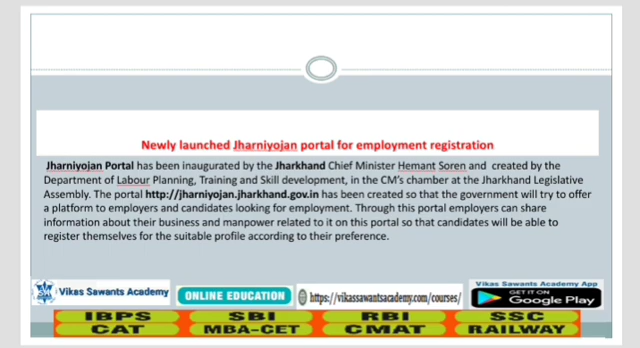 Newly launched Jharniyojan portal for employment registration
Jharniyojan Portal has been inaugurated by the Jharkhand Chief Minister Hemant Soren and created by the
Department of Labour Planning, Training and Skill development, in the CM's chamber at the Jharkhand Legislative
Assembly. The portal http://jharniyojan.jharkhand.gov.in has been created so that the government will try to offer
a platform to employers and candidates looking for employment. Through this portal employers can share
information about their business and manpower related to it on this portal so that candidates will be able to
register themselves for the suitable profile according to their preference.
Vikas Sawants Academy
ONLINE EDUCATION
https://vikassawantsacademy.com/courses/
Vikas Sawants Academy App
GET IT ON
Google Play
IBPS SBI RBI SSC
CAT MBA-CET CMAT RAILWAY